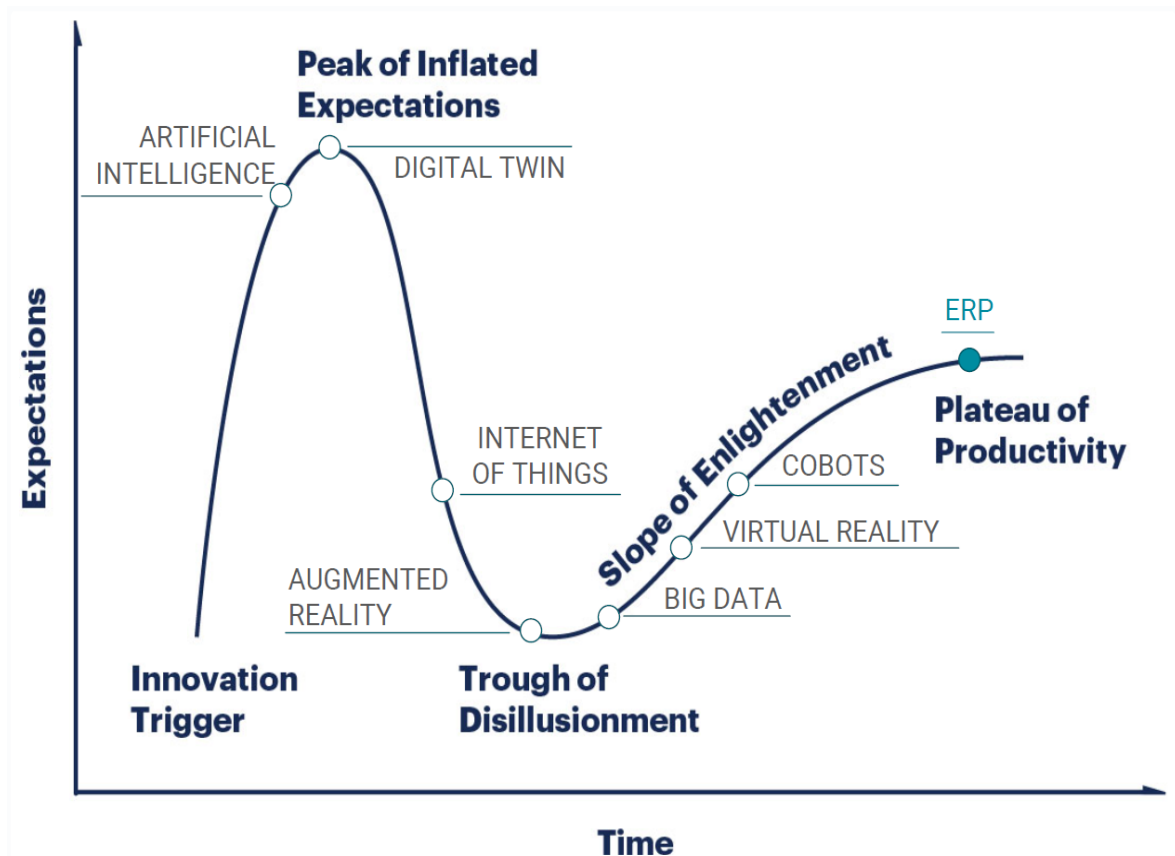 Peak of Inflated
Expectations
ARTIFICIAL
INTELLIGENCE
DIGITAL TWIN
ERP
Slope of Enlightenment
Plateau of
Productivity
INTERNET
OF THINGS
COBOTS
VIRTUAL REALITY
AUGMENTED
REALITY
BIG DATA
Innovation
Trigger
Trough of
Disillusionment
Expectations
Time